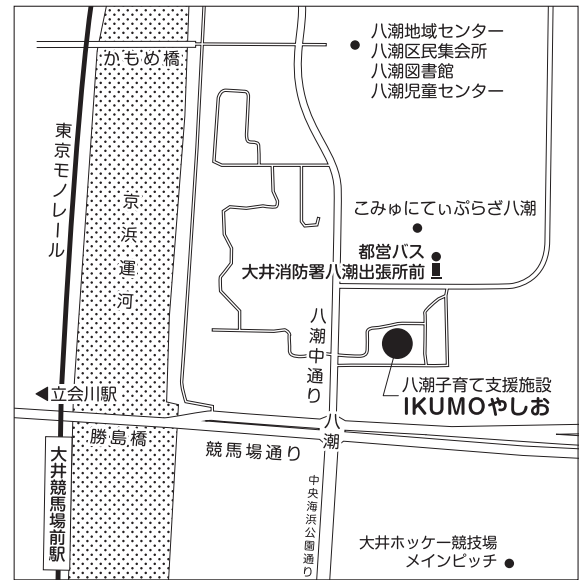 八潮地域センター
八潮区民集会所
八潮図書館
八潮児童センター
かもめ橋
東京モノレール
京浜運河
こみゅにてぃぷらざ八潮
都営バス
大井消防署八潮出張所前
八潮中通り
八潮子育て支援施設
IKUMOやしお
◀立会川駅
勝島橋
八潮
競馬場通り
大井競馬場前駅
中央海浜公園通り
大井ホッケー競技場
メインピッチ